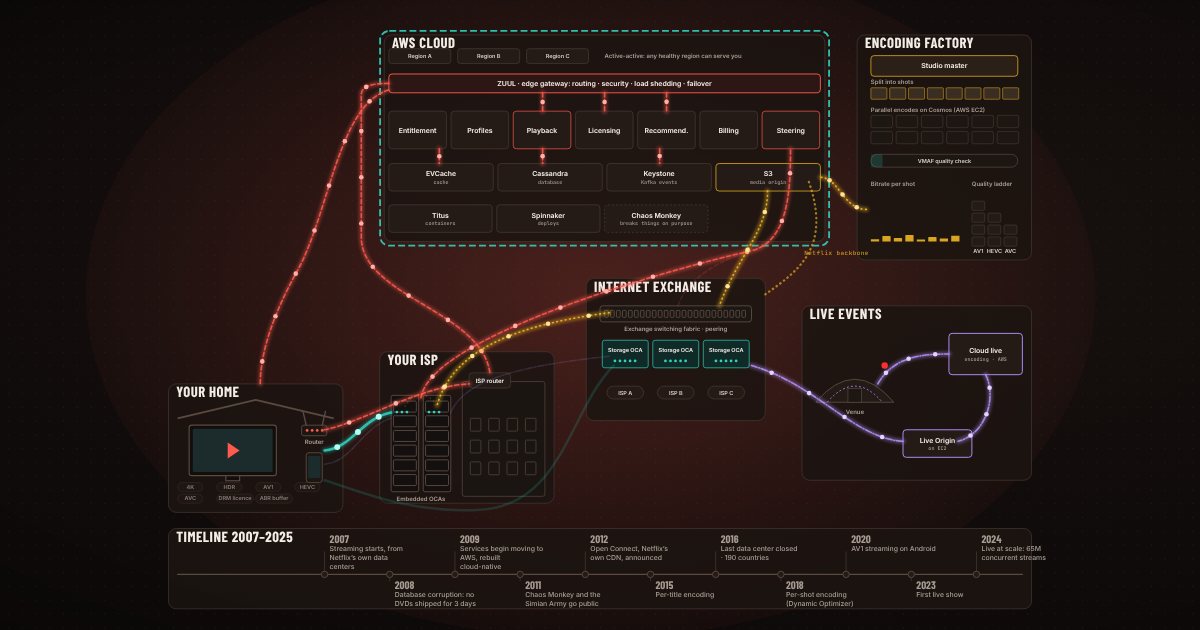 AWS CLOUD
Region A
Region B
Region C
Active-active: any healthy region can serve you
ZUUL · edge gateway: routing · security · load shedding · failover
Entitlement
Profiles
Playback
Licensing
Recommend.
Billing
Steering
EVCache
cache
Cassandra
database
Keystone
Kafka events
S3
media origin
Titus
containers
Spinnaker
deploys
Chaos Monkey
breaks things on purpose
ENCODING FACTORY
Studio master
Split into shots
Parallel encodes on Cosmos (AWS EC2)
VMAF quality check
Bitrate per shot
Quality ladder
AV1 HEVC AVC
Netflix backbone
INTERNET EXCHANGE
Exchange switching fabric · peering
Storage OCA
Storage OCA
Storage OCA
ISP A
ISP B
ISP C
LIVE EVENTS
Cloud live
encoding · AWS
Venue
Live Origin
on EC2
YOUR ISP
ISP router
Embedded OCAs
YOUR HOME
Router
4K
HDR
AV1
HEVC
AVC
DRM licence
ABR buffer
TIMELINE 2007–2025
2007
Streaming starts, from
Netflix's own data
centers
2008
Database corruption: no
DVDs shipped for 3 days
2009
Services begin moving to
AWS, rebuilt
cloud-native
2011
Chaos Monkey and the
Simian Army go public
2012
Open Connect, Netflix's
own CDN, announced
2015
Per-title encoding
2016
Last data center closed
· 190 countries
2018
Per-shot encoding
(Dynamic Optimizer)
2020
AV1 streaming on Android
2023
First live show
2024
Live at scale: 65M
concurrent streams